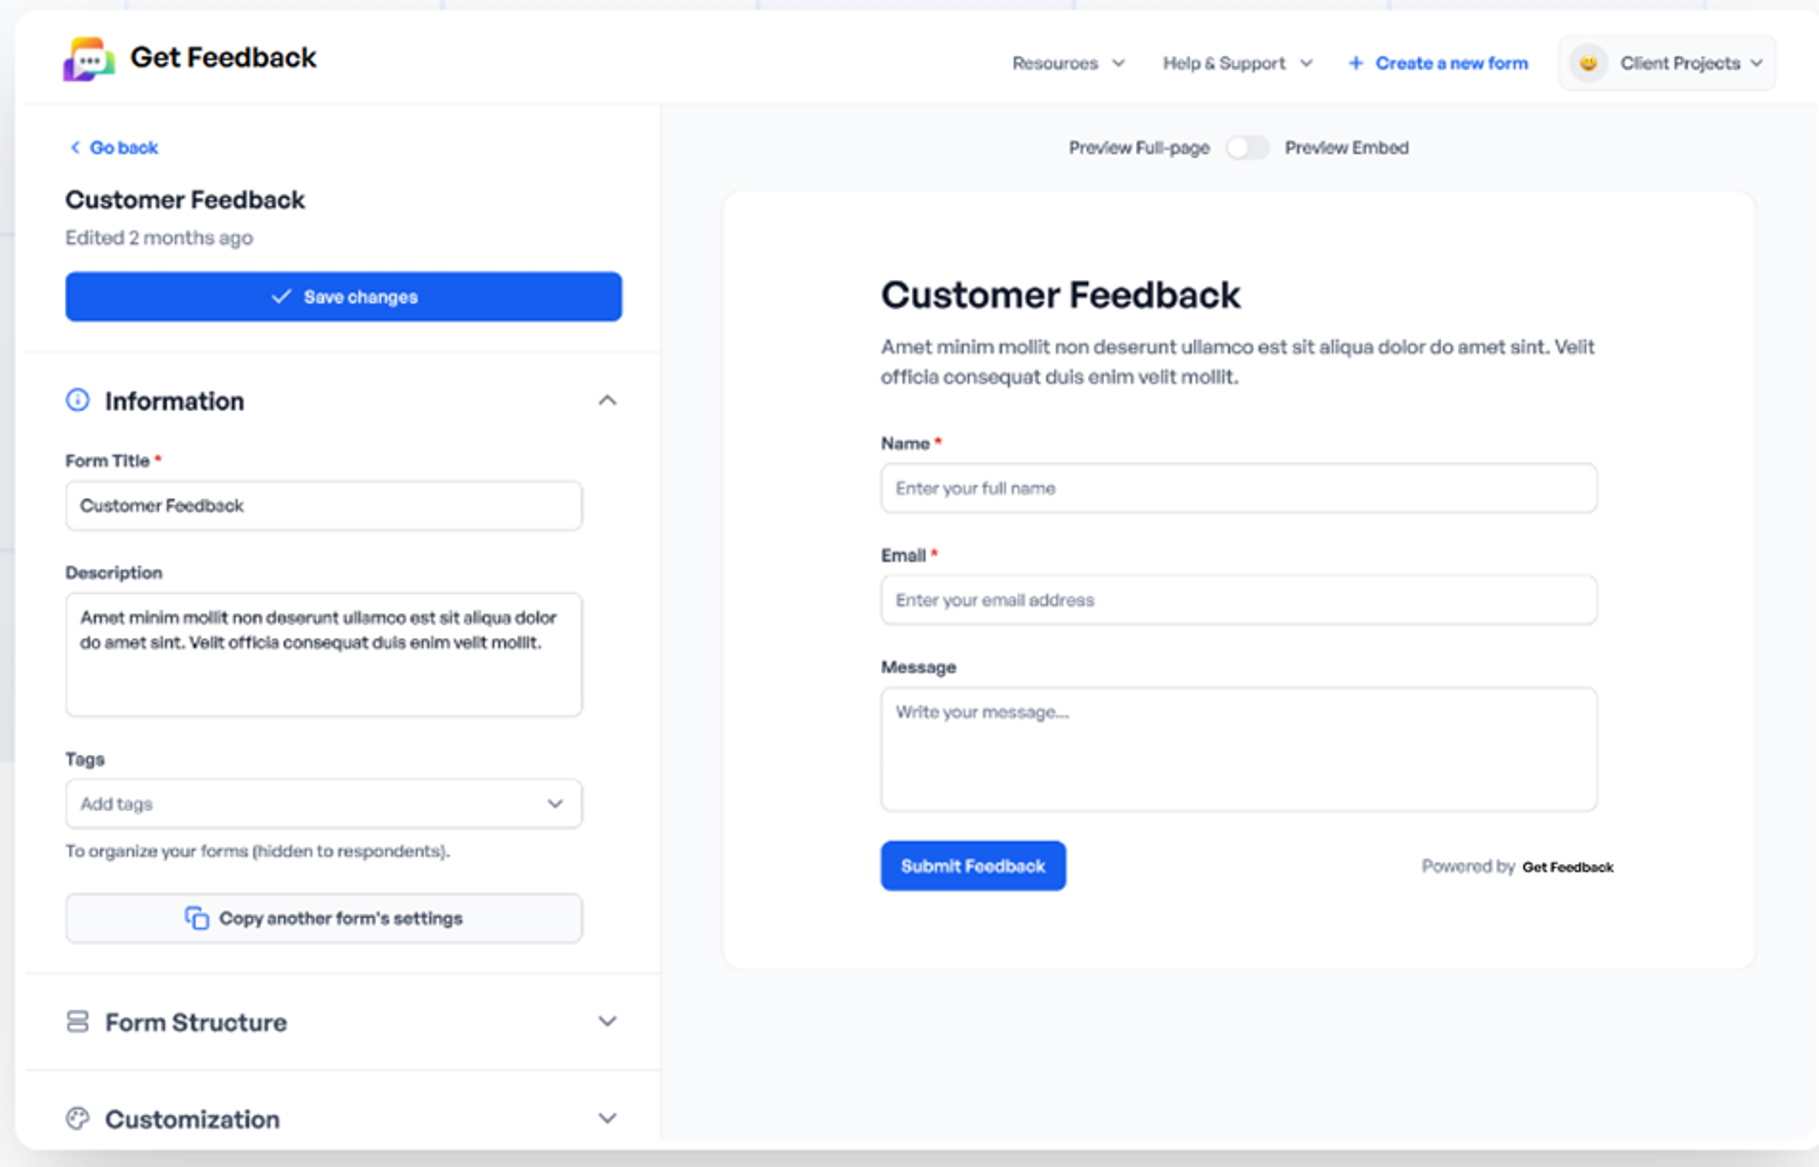 Get Feedback
Resources
Help & Support
+ Create a new form
Client Projects
Go back
Customer Feedback
Edited 2 months ago
Save changes
Information
Form Title *
Customer Feedback
Description
Amet minim mollit non deserunt ullamco est sit aliqua dolor
do amet sint. Velit officia consequat duis enim velit mollit.
Tags
Add tags
To organize your forms (hidden to respondents).
Copy another form's settings
Form Structure
Customization
Preview Full-page
Preview Embed
Customer Feedback
Amet minim mollit non deserunt ullamco est sit aliqua dolor do amet sint. Velit
officia consequat duis enim velit mollit.
Name *
Enter your full name
Email *
Enter your email address
Message
Write your message...
Submit Feedback
Powered by Get Feedback